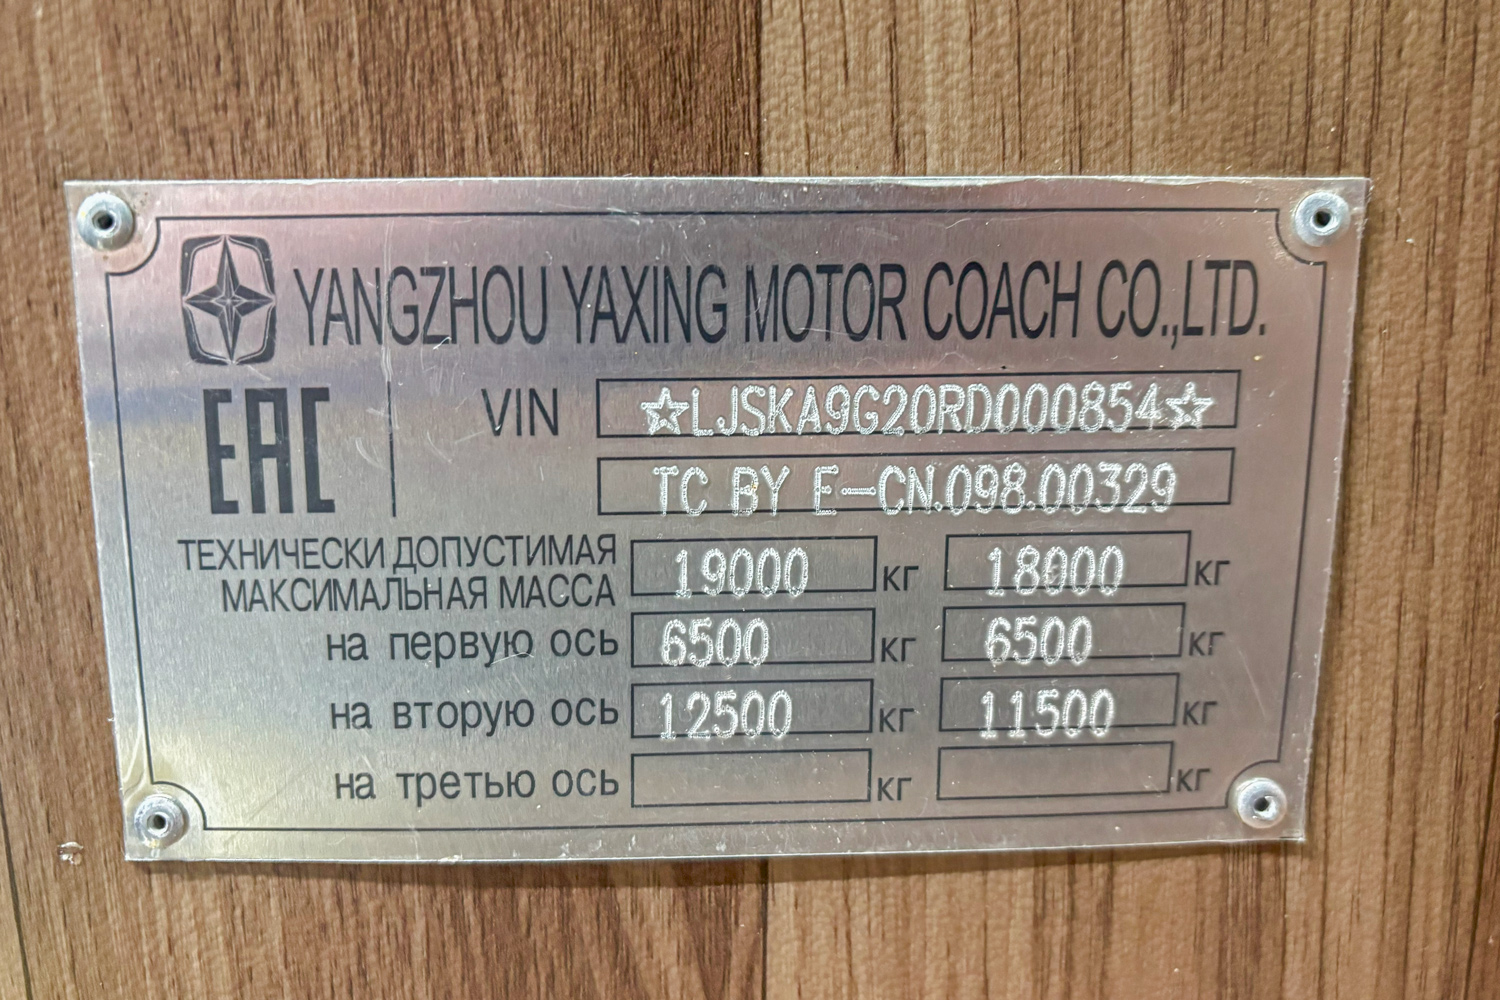 YANGZHOU YAXING MOTOR COACH CO.,LTD.
EAC VIN ☆LJSKA9G20RD000854☆
TC BY E-CN.098.00329
ТЕХНИЧЕСКИ ДОПУСТИМАЯ
МАКСИМАЛЬНАЯ МАССА 19000 кг 18000 кг
на первую ось 6500 кг 6500 кг
на вторую ось 12500 кг 11500 кг
на третью ось кг кг